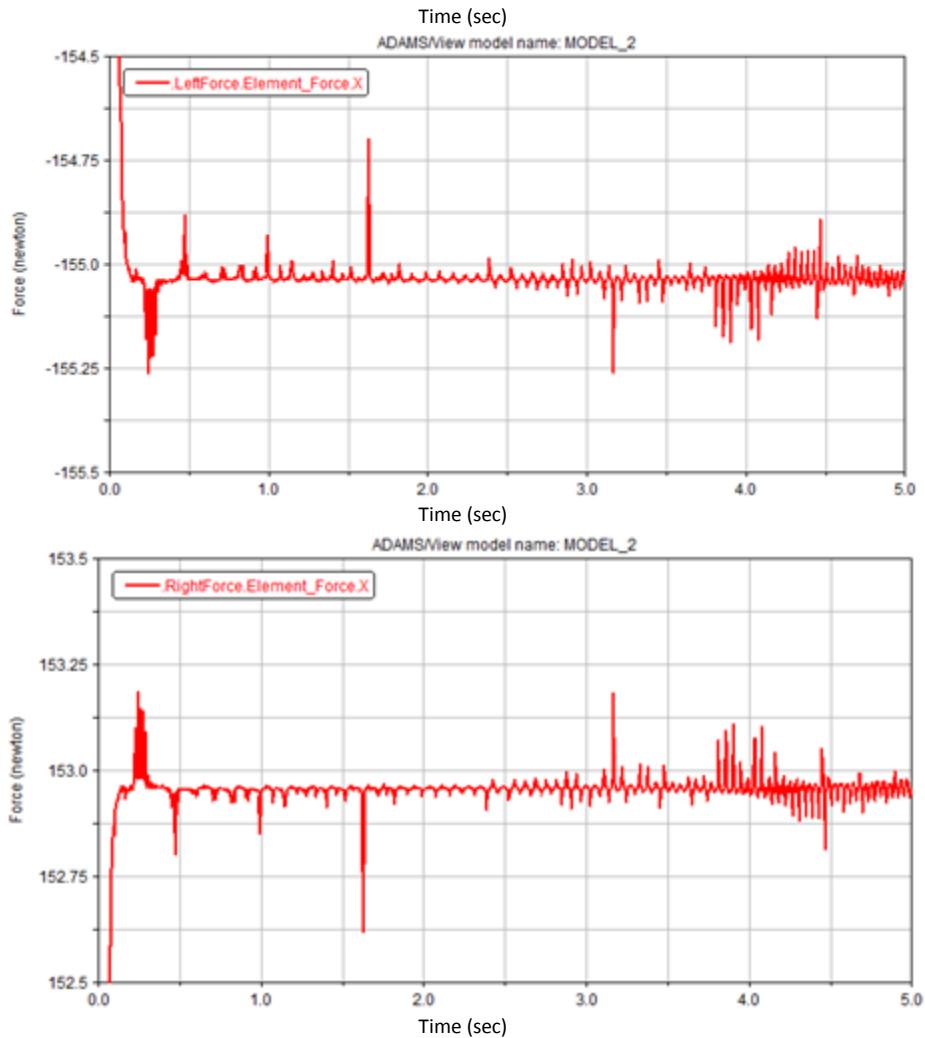 Time (sec)
ADAMS/View model name: MODEL_2
-154.5
.LeftForce.Element_Force.X
-154.75
-155.0
-155.25
-155.5
Force (newton)
0.0 1.0 2.0 3.0 4.0 5.0
Time (sec)
ADAMS/View model name: MODEL_2
153.5
.RightForce.Element_Force.X
153.25
153.0
152.75
152.5
Force (newton)
0.0 1.0 2.0 3.0 4.0 5.0
Time (sec)